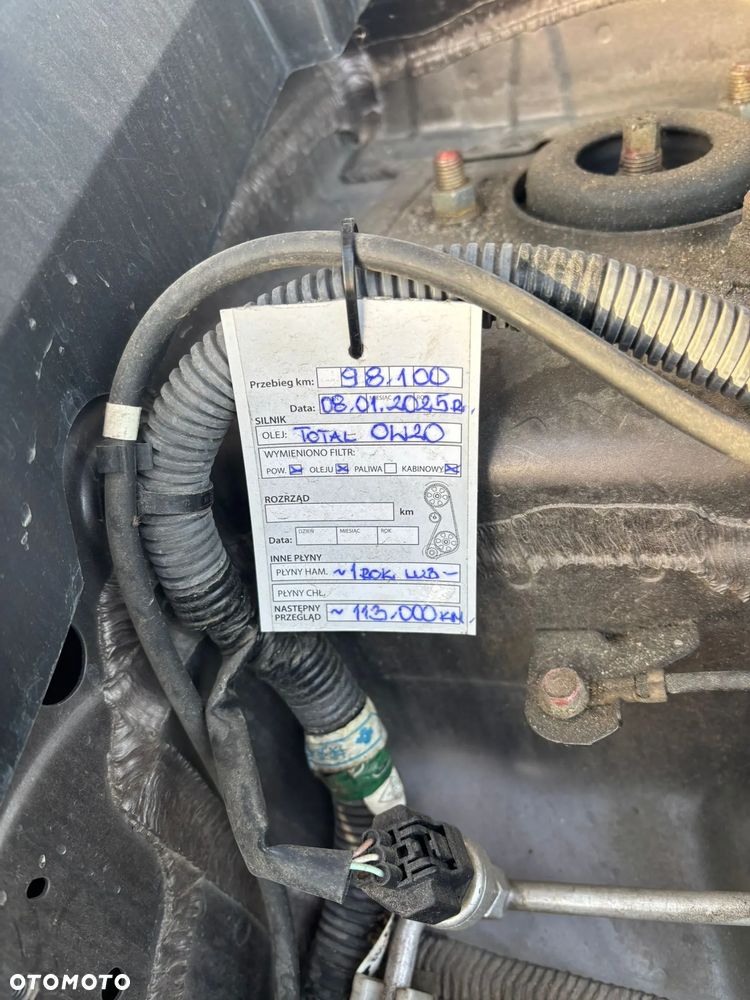 Przebieg km: 98.100
Data: 08.01.2025r.
SILNIK
OLEJ: TOTAL 0W20
WYMIENIONO FILTR:
POW. OLEJU PALIWA KABINOWY
ROZRZĄD
km
DZIEŃ MIESIĄC ROK
Data:
INNE PŁYNY
PŁYNY HAM. ~ 1 ROK LUB -
PŁYNY CHŁ.
NASTĘPNY PRZEGLĄD ~ 113.000 KM
OTOMOTO